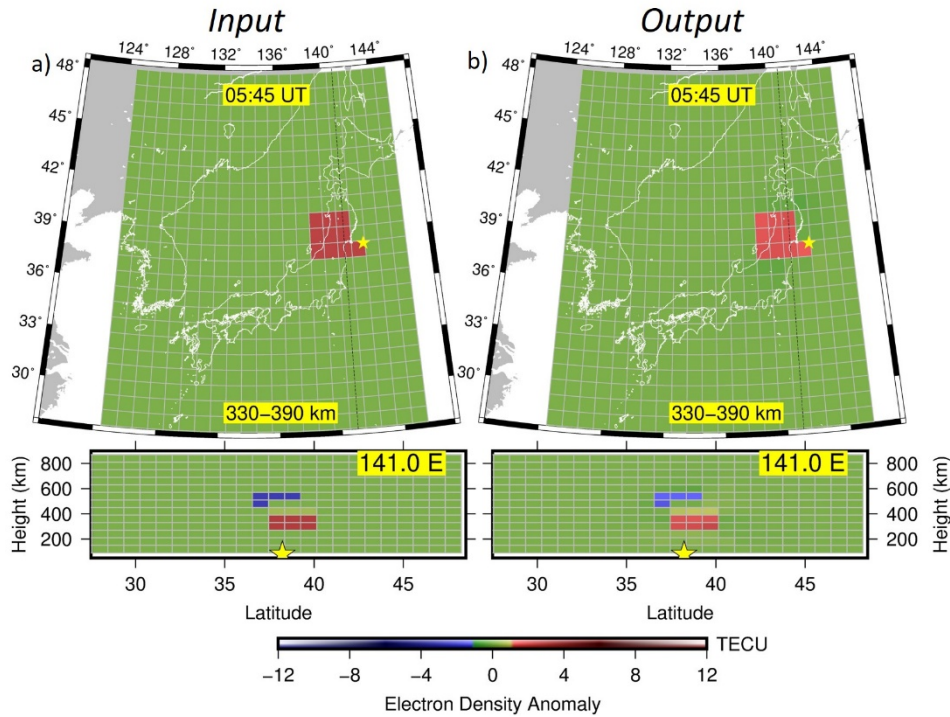 Input Output
124° 128° 132° 136° 140° 144° 124° 128° 132° 136° 140° 144°
a) b)
48° 48°
05:45 UT 05:45 UT
45° 45°
42° 42°
39° 39°
36° 36°
33° 33°
30° 30°
330−390 km 330−390 km
141.0 E 141.0 E
800 800
600 600
400 400
200 200
Height (km) Height (km)
30 35 40 45 30 35 40 45
Latitude Latitude
TECU
−12 −8 −4 0 4 8 12
Electron Density Anomaly